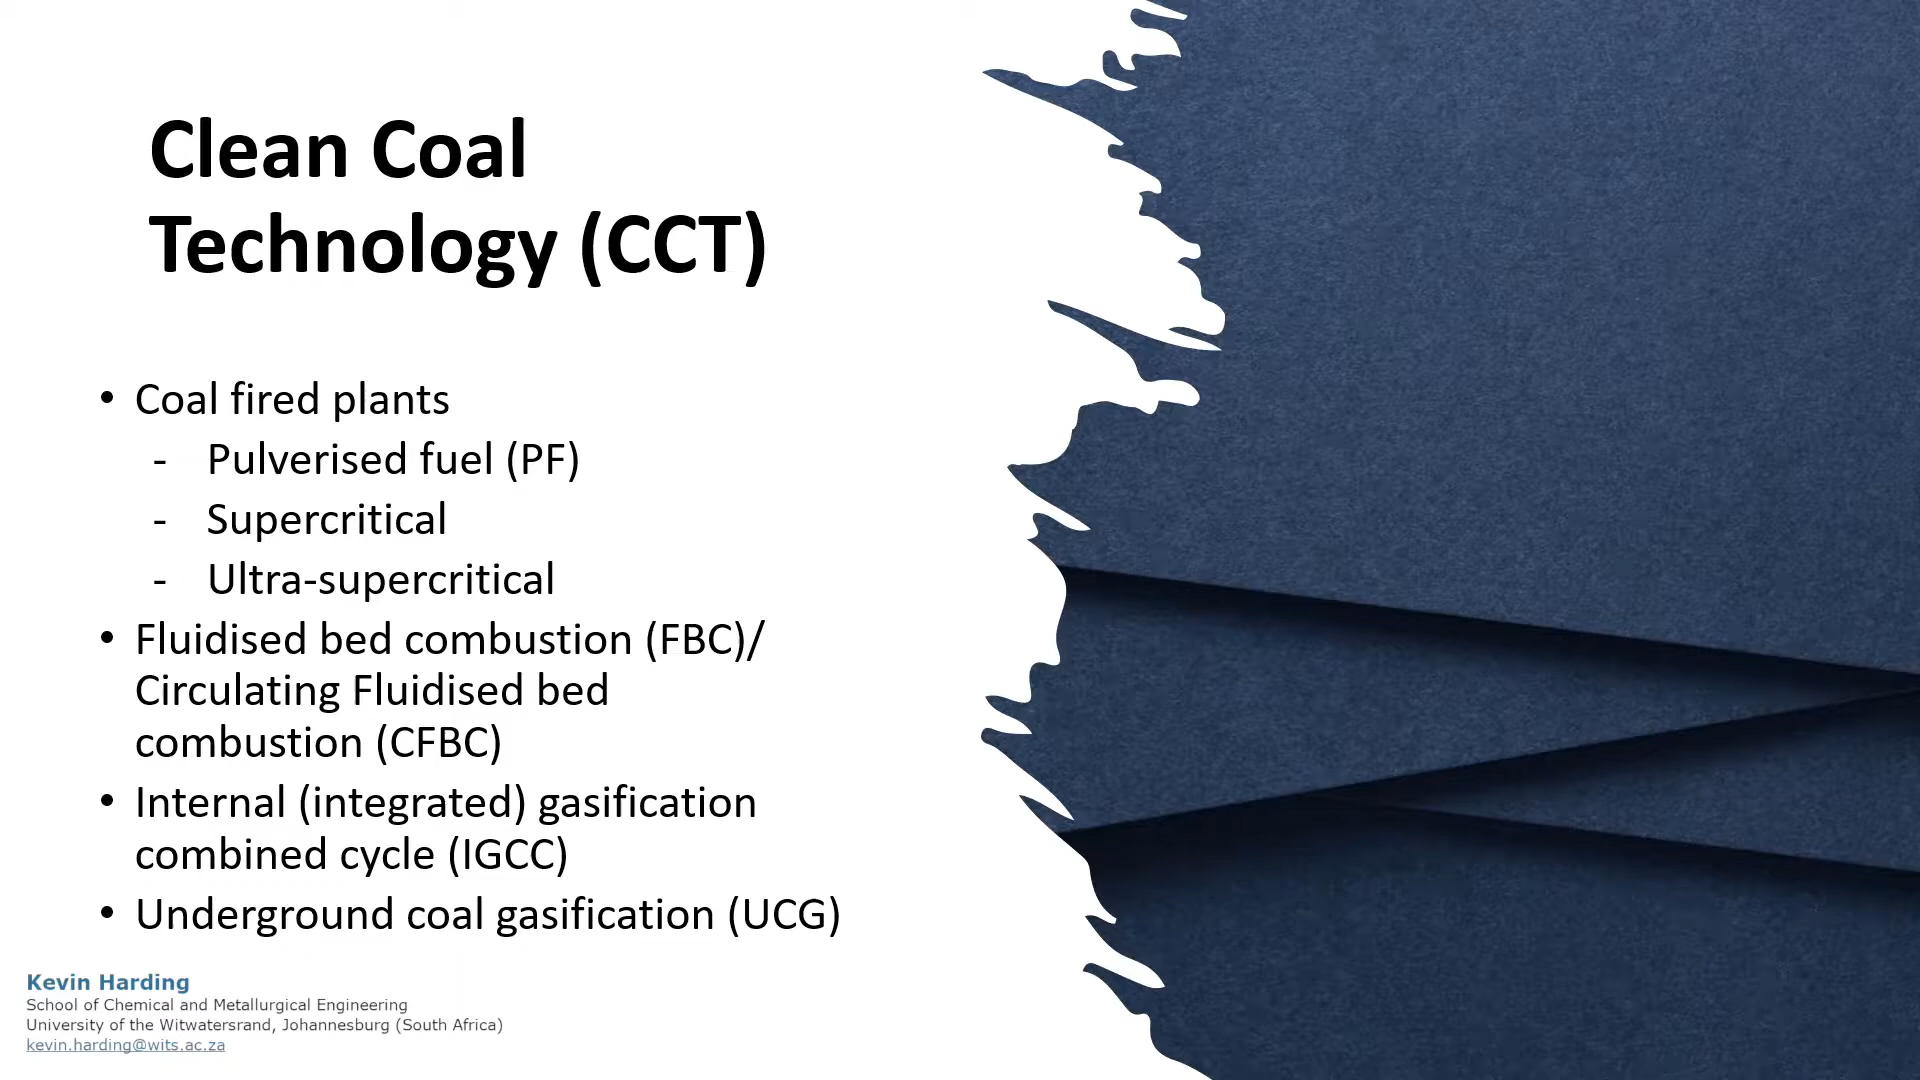 Clean Coal
Technology (CCT)
• Coal fired plants
- Pulverised fuel (PF)
- Supercritical
- Ultra-supercritical
• Fluidised bed combustion (FBC)/
Circulating Fluidised bed
combustion (CFBC)
• Internal (integrated) gasification
combined cycle (IGCC)
• Underground coal gasification (UCG)
Kevin Harding
School of Chemical and Metallurgical Engineering
University of the Witwatersrand, Johannesburg (South Africa)
kevin.harding@wits.ac.za